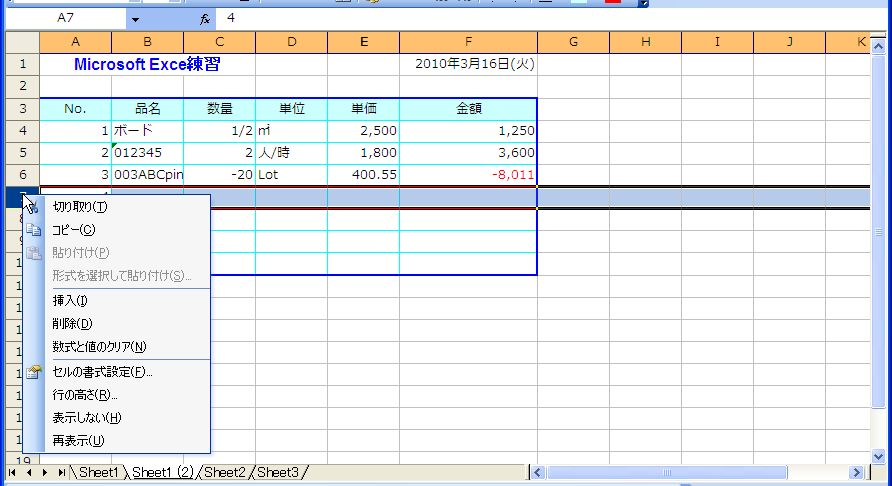 A7 fx 4
A B C D E F G H I J K
1 Microsoft Exce練習 2010年3月16日(火)
2
3 No. 品名 数量 単位 単価 金額
4 1 ボード 1/2 ㎡ 2,500 1,250
5 2 012345 2 人/時 1,800 3,600
6 3 003ABCpin -20 Lot 400.55 -8,011
切り取り(T)
コピー(C)
貼り付け(P)
形式を選択して貼り付け(S)...
挿入(I)
削除(D)
数式と値のクリア(N)
セルの書式設定(F)...
行の高さ(R)...
表示しない(H)
再表示(U)
19
Sheet1 Sheet1 (2) Sheet2 Sheet3